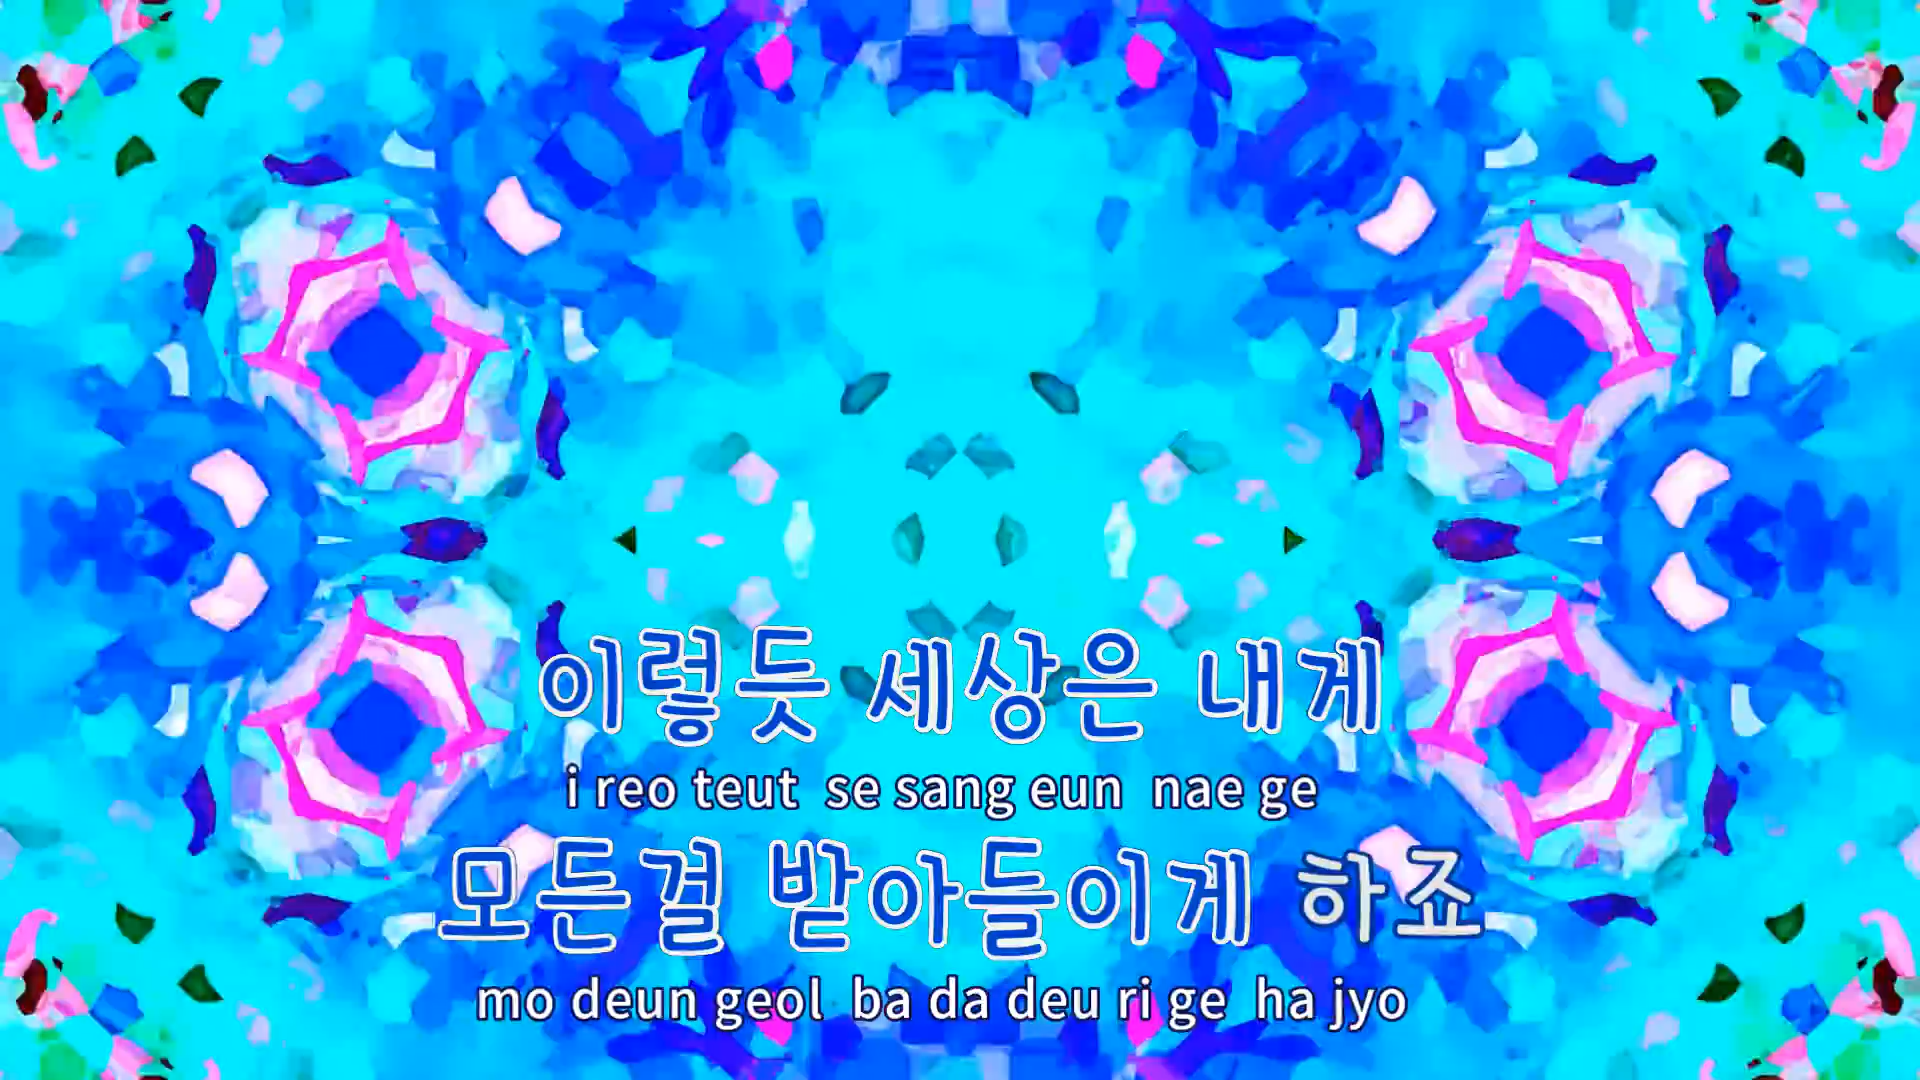 이렇듯 세상은 내게
i reo teut se sang eun nae ge
모든걸 받아들이게 하죠
mo deun geol ba da deu ri ge ha jyo